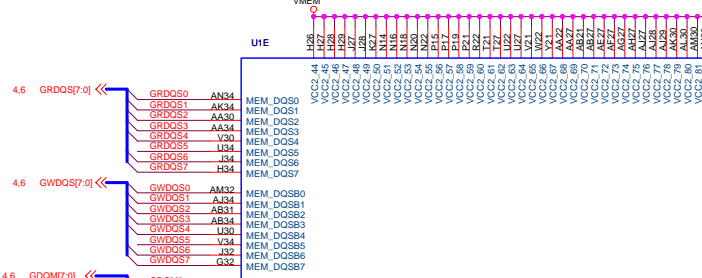 VMEM
U1E
H26 H27 H28 H29 J27 J28 K27 N14 N16 N18 N20 N22 P15 P17 P19 P21 R22 T21 T27 U22 U27 V21 W22 Y21 AA22 AA27 AB21 AB27 AE27 AF27 AG27 AH27 AJ27 AJ28 AJ29 AK30 AL30 AM30
VCC2_44 VCC2_45 VCC2_46 VCC2_47 VCC2_48 VCC2_49 VCC2_50 VCC2_51 VCC2_52 VCC2_53 VCC2_54 VCC2_55 VCC2_56 VCC2_57 VCC2_58 VCC2_59 VCC2_60 VCC2_61 VCC2_62 VCC2_63 VCC2_64 VCC2_65 VCC2_66 VCC2_67 VCC2_68 VCC2_69 VCC2_70 VCC2_71 VCC2_72 VCC2_73 VCC2_74 VCC2_75 VCC2_76 VCC2_77 VCC2_78 VCC2_79 VCC2_80 VCC2_81
4,6 GRDQS[7:0]
GRDQS0 AN34 MEM_DQS0
GRDQS1 AK34 MEM_DQS1
GRDQS2 AA30 MEM_DQS2
GRDQS3 AA34 MEM_DQS3
GRDQS4 V30 MEM_DQS4
GRDQS5 U34 MEM_DQS5
GRDQS6 J34 MEM_DQS6
GRDQS7 H34 MEM_DQS7
4,6 GWDQS[7:0]
GWDQS0 AM32 MEM_DQSB0
GWDQS1 AJ34 MEM_DQSB1
GWDQS2 AB31 MEM_DQSB2
GWDQS3 AB34 MEM_DQSB3
GWDQS4 U30 MEM_DQSB4
GWDQS5 V34 MEM_DQSB5
GWDQS6 J32 MEM_DQSB6
GWDQS7 G32 MEM_DQSB7
4,6 GDQM[7:0]